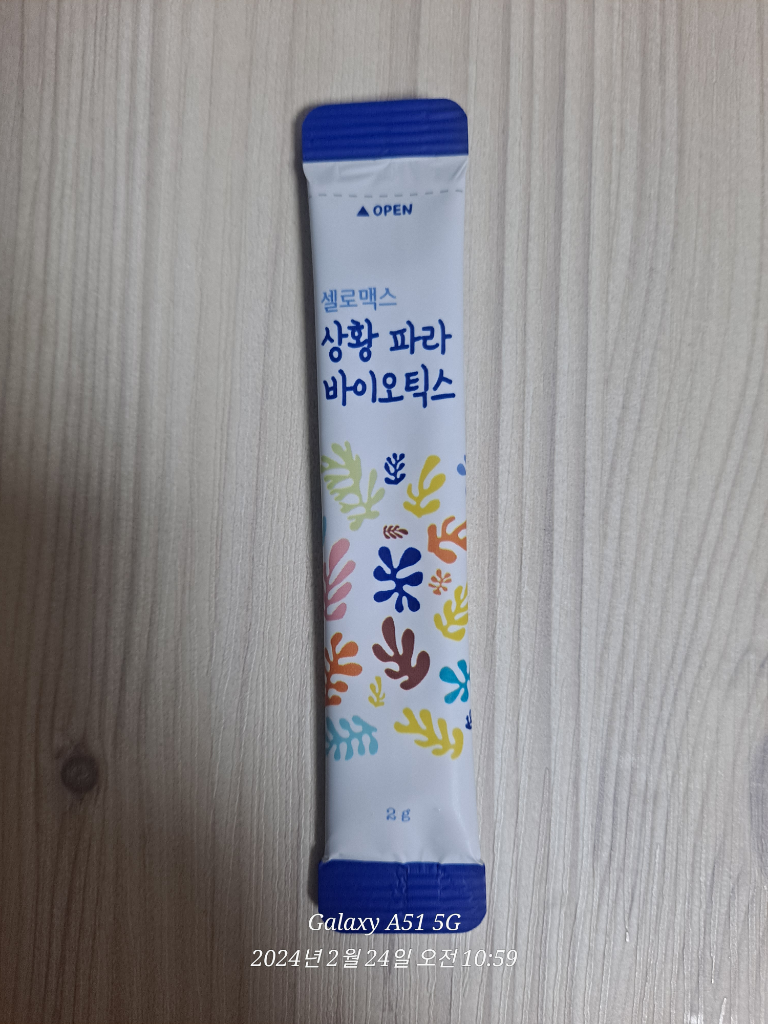 ▲ OPEN
셀로맥스
상황 파라
바이오틱스
2 g
Galaxy A51 5G
2024년 2월 24일 오전 10:59